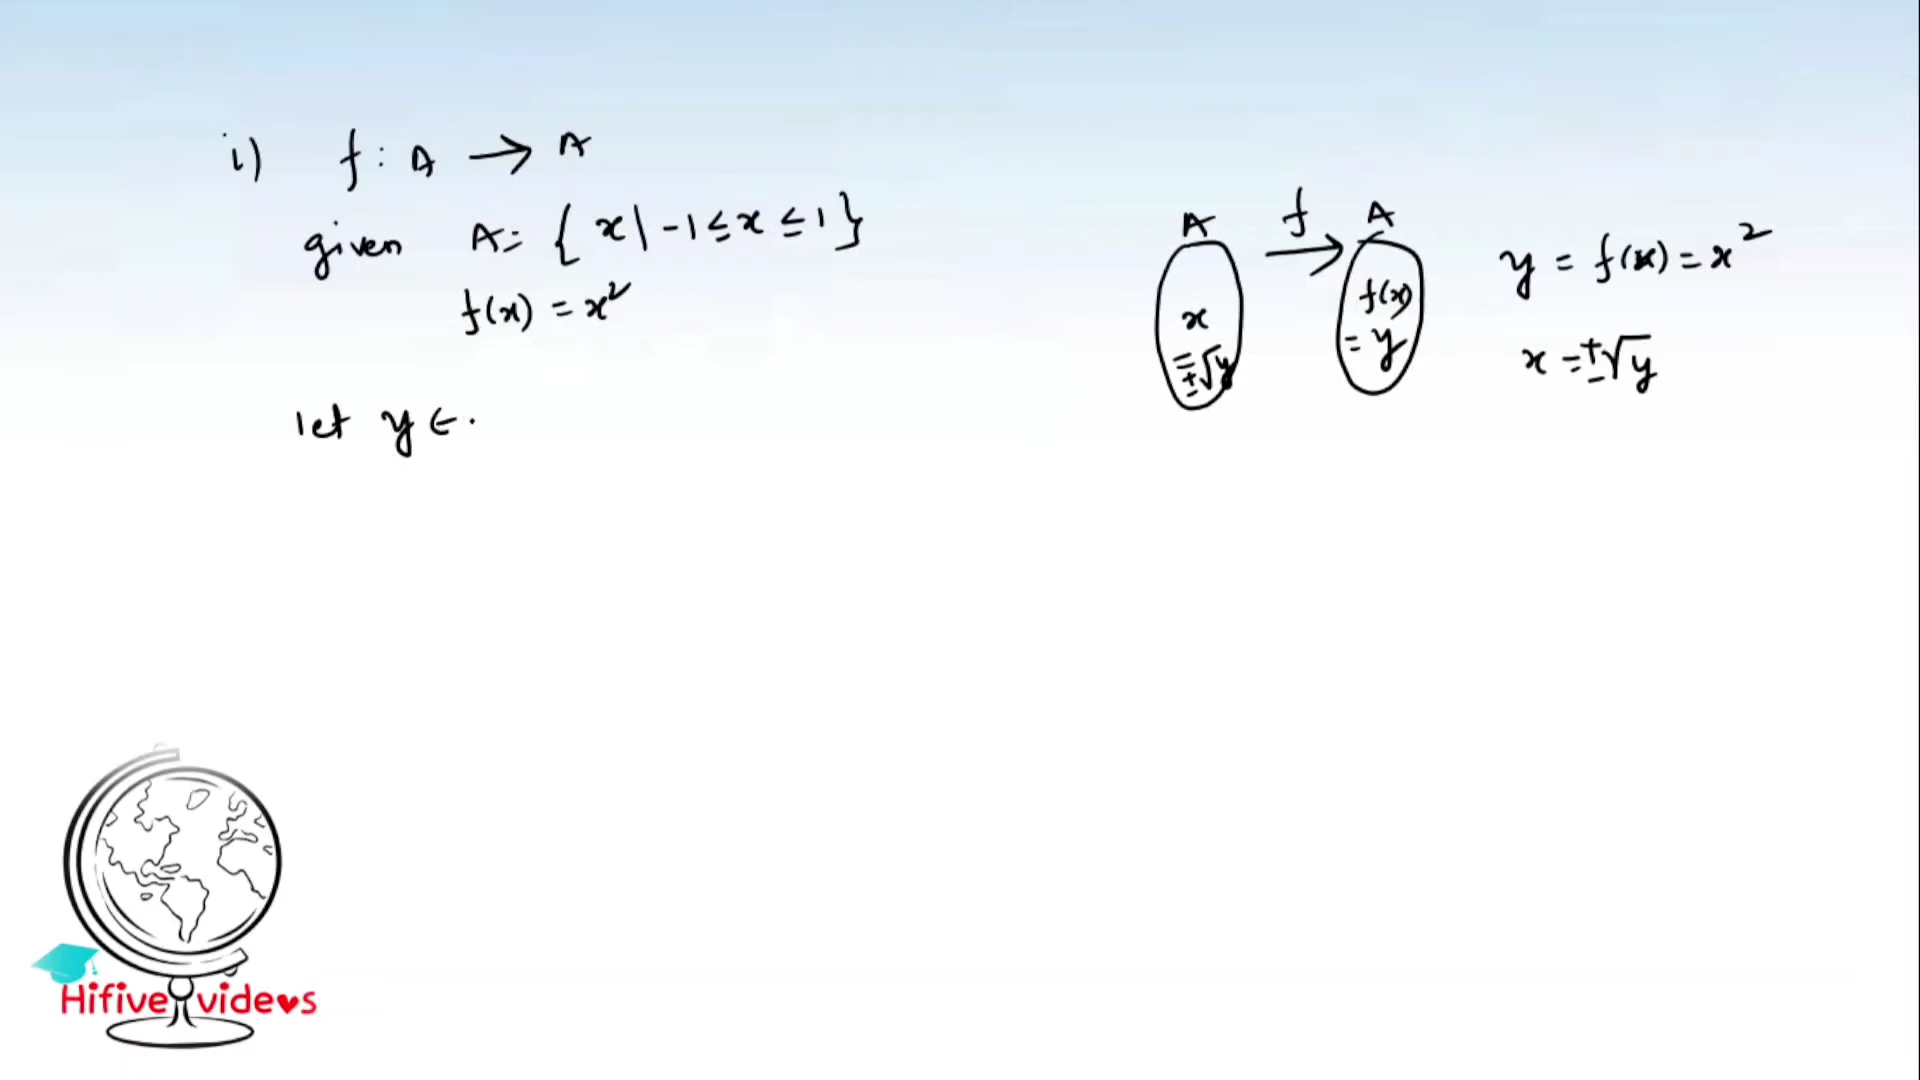 i) f : A → A
given A = { x | -1 ≤ x ≤ 1 }
f(x) = x²
let y ∈ .
A f A
x
= ±√y
f(x)
= y
y = f(x) = x²
x = ±√y
Hifive videos